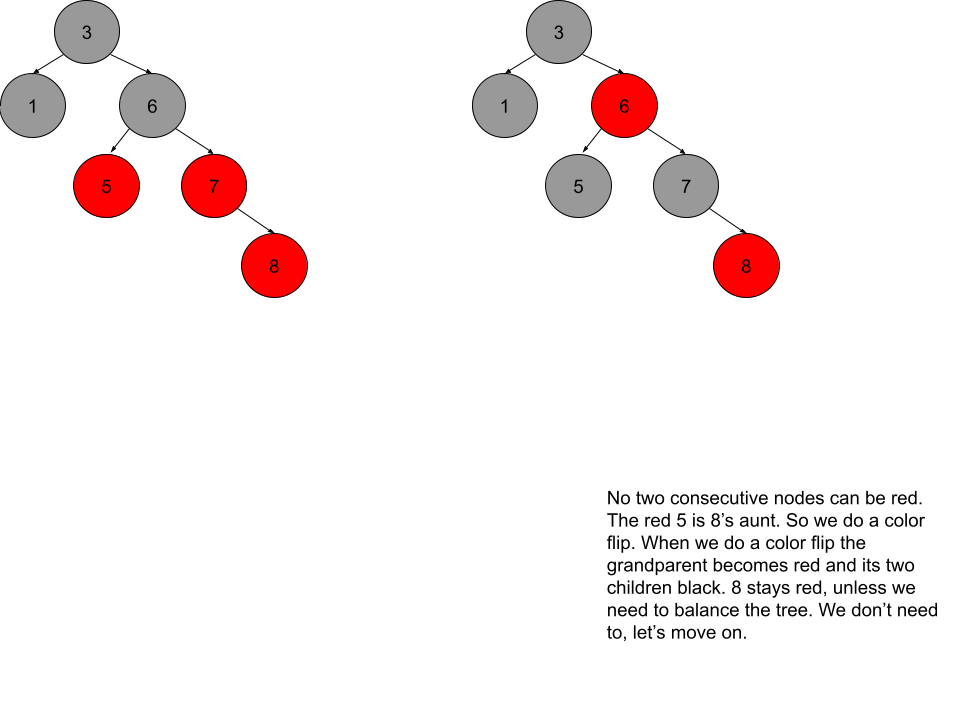 3
3
1
6
1
6
5
7
5
7
8
8
No two consecutive nodes can be red.
The red 5 is 8’s aunt. So we do a color
flip. When we do a color flip the
grandparent becomes red and its two
children black. 8 stays red, unless we
need to balance the tree. We don’t need
to, let’s move on.